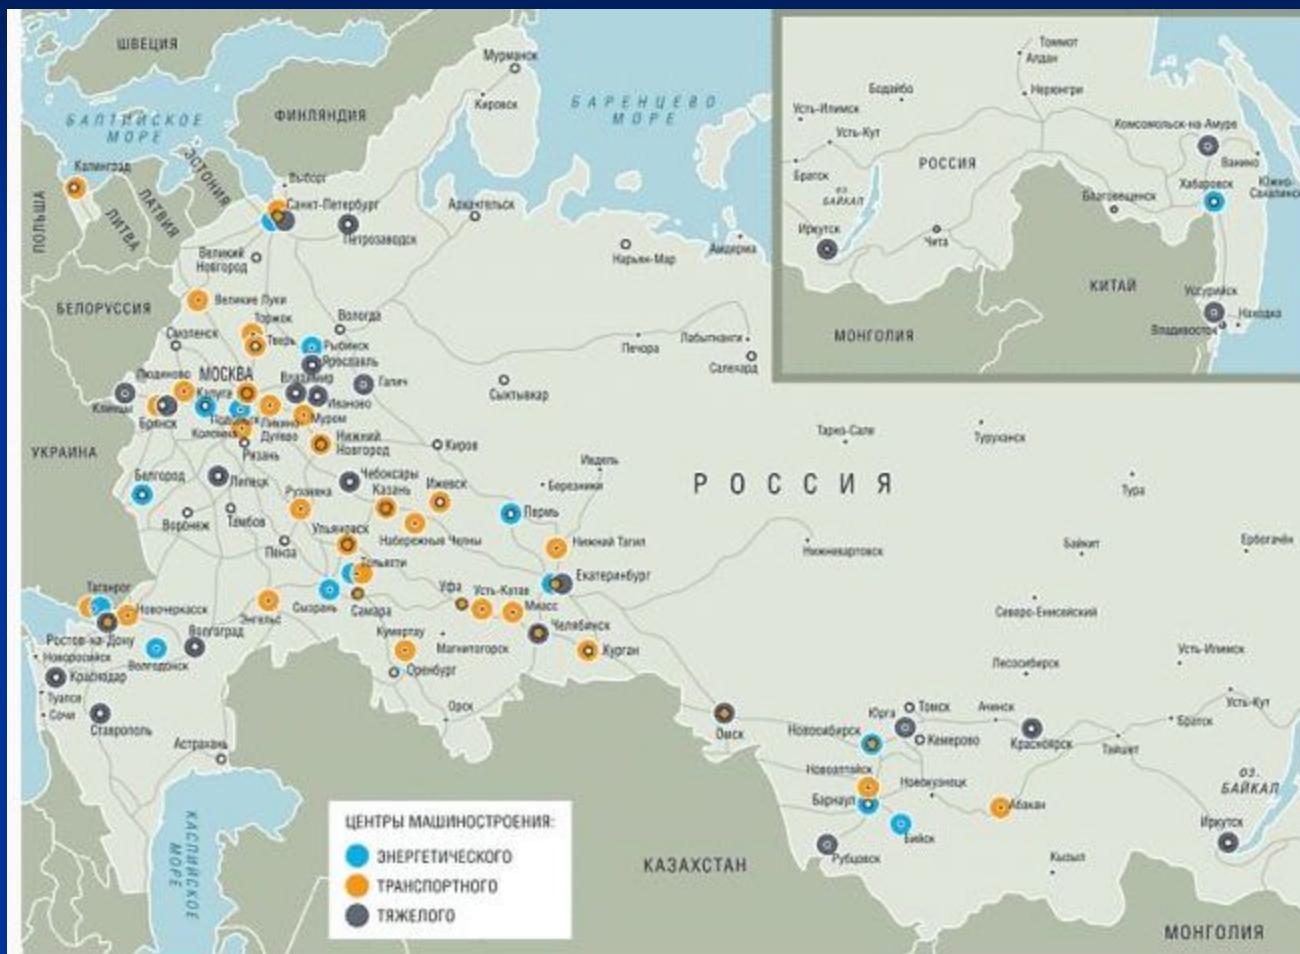 ШВЕЦИЯ
ФИНЛЯНДИЯ
БАЛТИЙСКОЕ
МОРЕ
БАРЕНЦЕВО
МОРЕ
Мурманск
Кировск
Калинград
ЭСТОНИЯ
ЛАТВИЯ
ЛИТВА
ПОЛЬША
Выборг
Санкт-Петербург
Петрозаводск
Архангельск
Великий
Новгород
Нарьян-Мар
Амдерма
БЕЛОРУССИЯ
Великие Луки
Торжок
Тверь
Смоленск
Вологда
Рыбинск
Ярославль
Печора
Лабытнанги
Салехард
Людиново
МОСКВА
Владимир
Галич
Сыктывкар
Клинцы
Калуга
Иваново
Брянск
Подольск
Ликино
Дулёво
Муром
Коломна
Рязань
Нижний
Новгород
Киров
УКРАИНА
Белгород
Липецк
Чебоксары
Казань
Ижевск
Ивдель
Березники
Тарко-Сале
Туруханск
РОССИЯ
Тура
Воронеж
Тамбов
Рузаевка
Ульяновск
Набережные Челны
Пермь
Пенза
Нижний Тагил
Нижневартовск
Байкит
Ербогачён
Тольятти
Екатеринбург
Таганрог
Новочеркасск
Энгельс
Сызрань
Самара
Уфа
Усть-Катав
Миасс
Северо-Енисейский
Ростов-на-Дону
Волгоград
Кумертау
Магнитогорск
Челябинск
Курган
Новоросийск
Волгодонск
Краснодар
Оренбург
Лесосибирск
Усть-Илимск
Туапсе
Сочи
Ставрополь
Орск
Омск
Юрга
Томск
Ачинск
Братск
Усть-Кут
Новосибирск
Кемерово
Красноярск
Тайшет
Астрахань
Новоалтайск
Новокузнецк
ОЗ.
БАЙКАЛ
Барнаул
Абакан
Бийск
Иркутск
Рубцовск
Кызыл
КАСПИЙСКОЕ
МОРЕ
КАЗАХСТАН
МОНГОЛИЯ
ЦЕНТРЫ МАШИНОСТРОЕНИЯ:
ЭНЕРГЕТИЧЕСКОГО
ТРАНСПОРТНОГО
ТЯЖЕЛОГО
Томмот
Алдан
Бодайбо
Нерюнгри
Усть-Илимск
Усть-Кут
Комсомольск-на-Амуре
РОССИЯ
Ванино
Братск
ОЗ.
БАЙКАЛ
Хабаровск
Южно-
Сахалинск
Благовещенск
Иркутск
Чита
КИТАЙ
Уссурийск
Находка
Владивосток
МОНГОЛИЯ